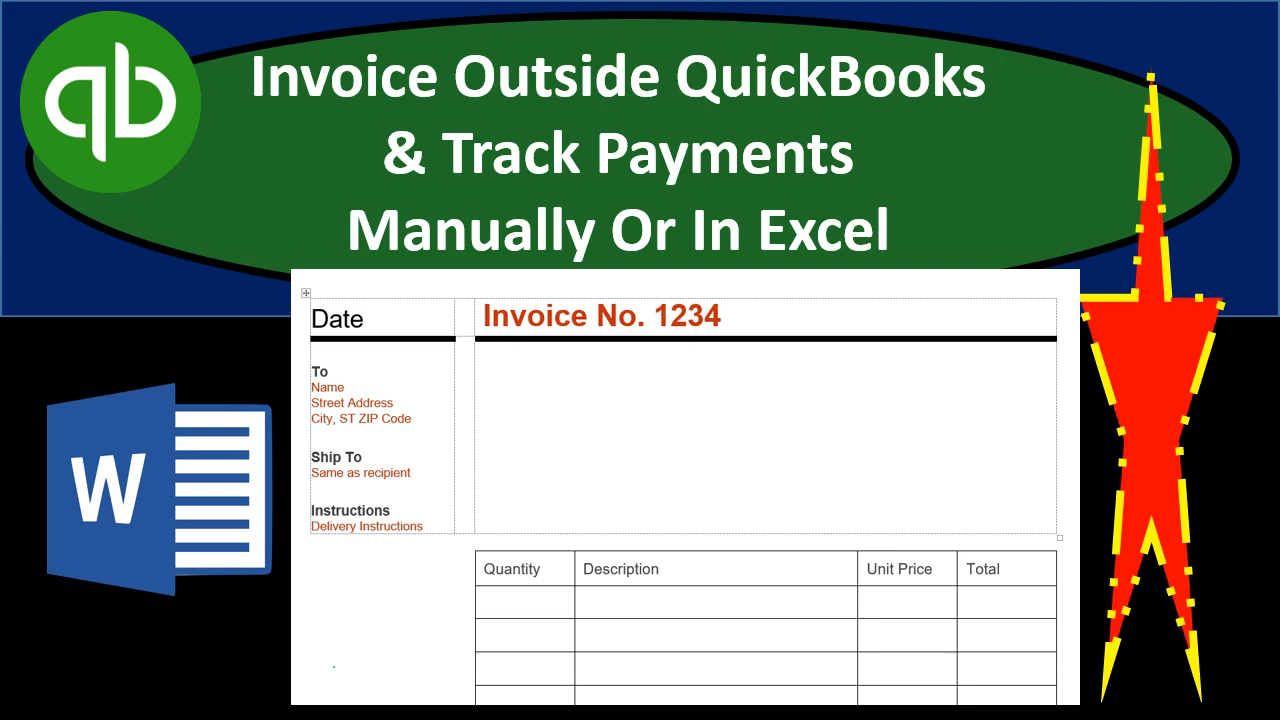 qb
Invoice Outside QuickBooks
& Track Payments
Manually Or In Excel
Date
Invoice No. 1234
To
Name
Street Address
City, ST ZIP Code
Ship To
Same as recipient
Instructions
Delivery Instructions
W
Quantity Description Unit Price Total